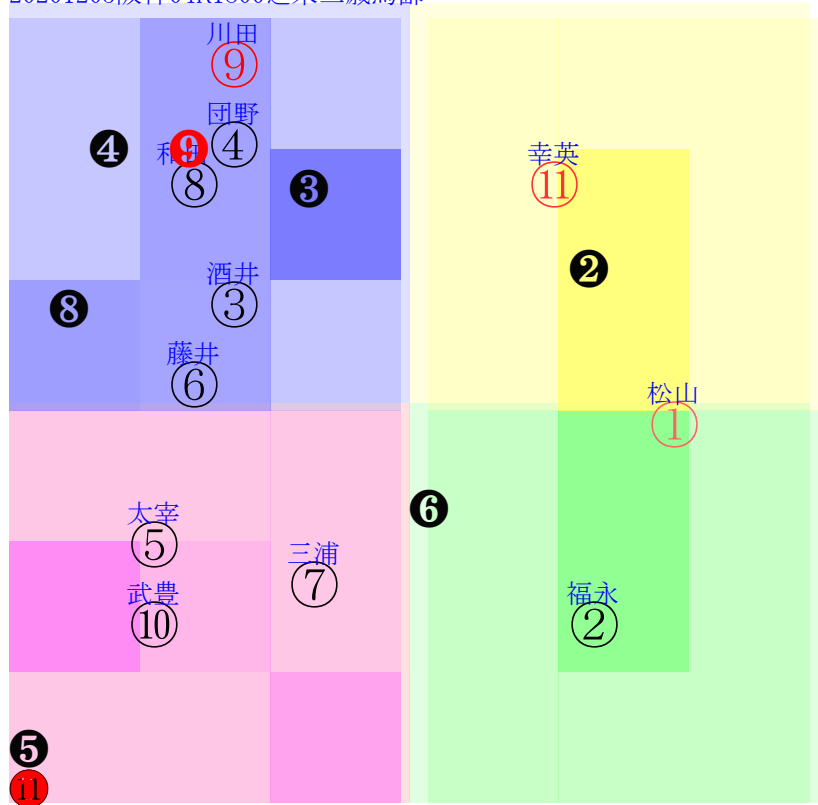 川田
⑨
団野
❹
④
❾
⑧
❸
幸英
⑪
❷
酒井
❽
③
藤井
⑥
松山
①
❻
太宰
⑤
三浦
⑦
武豊
⑩
福永
②
❺
11